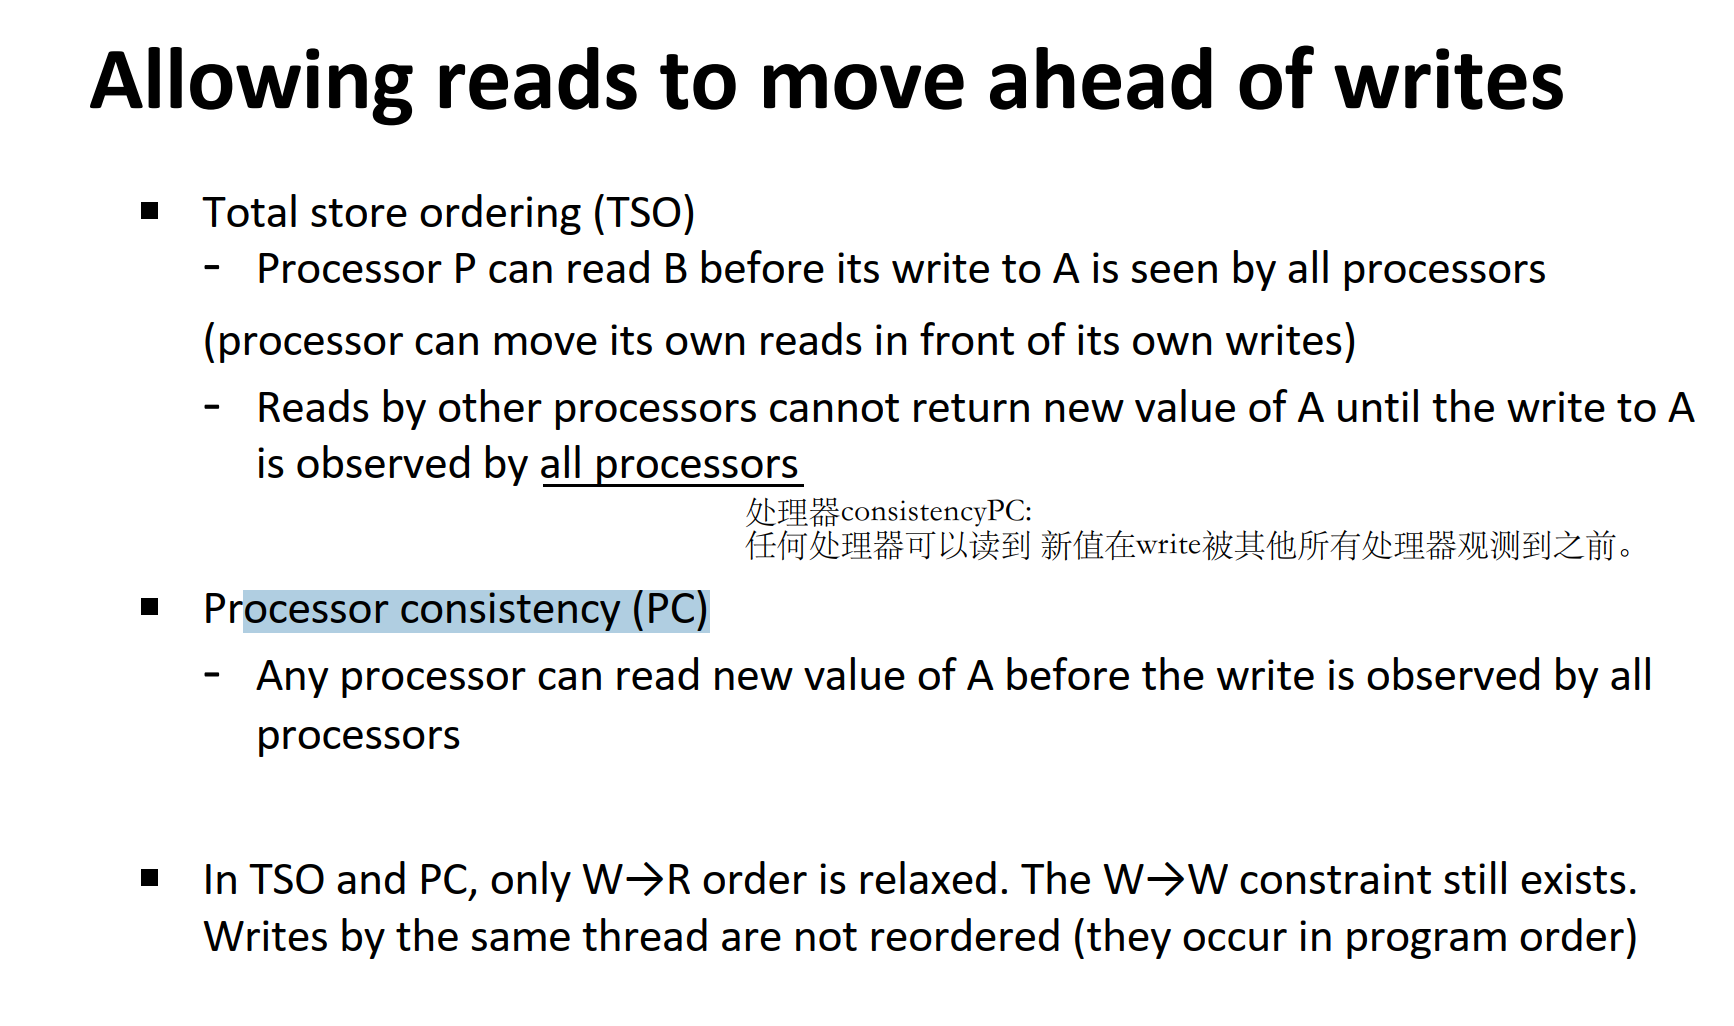 Allowing reads to move ahead of writes
▪ Total store ordering (TSO)
- Processor P can read B before its write to A is seen by all processors
(processor can move its own reads in front of its own writes)
- Reads by other processors cannot return new value of A until the write to A
is observed by all processors
处理器consistencyPC:
任何处理器可以读到 新值在write被其他所有处理器观测到之前。
▪ Processor consistency (PC)
- Any processor can read new value of A before the write is observed by all
processors
▪ In TSO and PC, only W→R order is relaxed. The W→W constraint still exists.
Writes by the same thread are not reordered (they occur in program order)